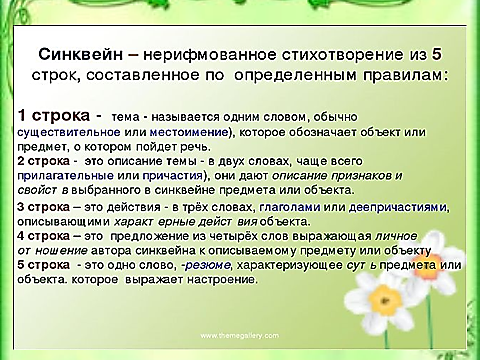 Синквейн – нерифмованное стихотворение из 5
строк, составленное по определенным правилам:
1 строка - тема - называется одним словом, обычно
существительное или местоимение), которое обозначает объект или
предмет, о котором пойдет речь.
2 строка - это описание темы - в двух словах, чаще всего
прилагательные или причастия), они дают описание признаков и
свойств выбранного в синквейне предмета или объекта.
3 строка – это действия - в трёх словах, глаголами или деепричастиями,
описывающими характерные действия объекта.
4 строка – это предложение из четырёх слов выражающая личное
отношение автора синквейна к описываемому предмету или объекту
5 строка - это одно слово, -резюме, характеризующее суть предмета или
объекта. которое выражает настроение.
www.themegallery.com